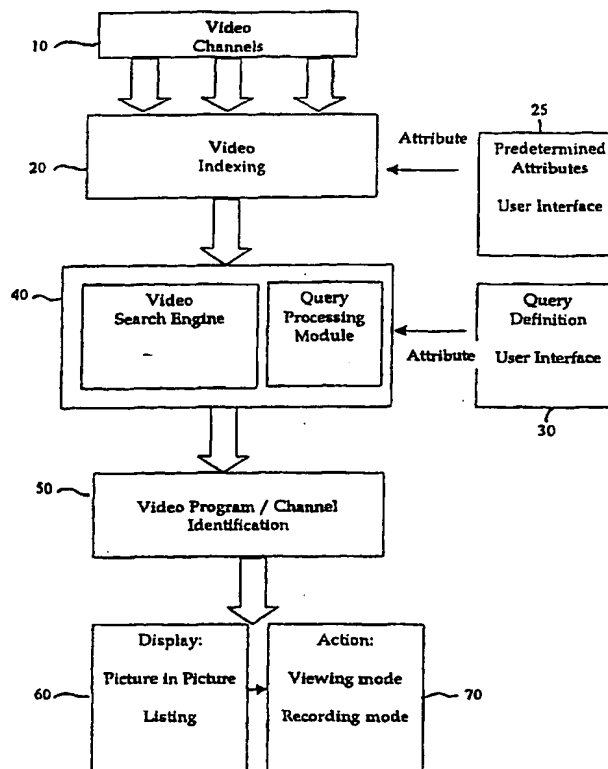 10
Video
Channels
20
Video
Indexing
Attribute
25
Predetermined
Attributes
User Interface
40
Video
Search Engine
Query
Processing
Module
Attribute
Query
Definition
User Interface
30
50
Video Program / Channel
Identification
60
Display:
Picture in Picture
Listing
Action:
Viewing mode
Recording mode
70